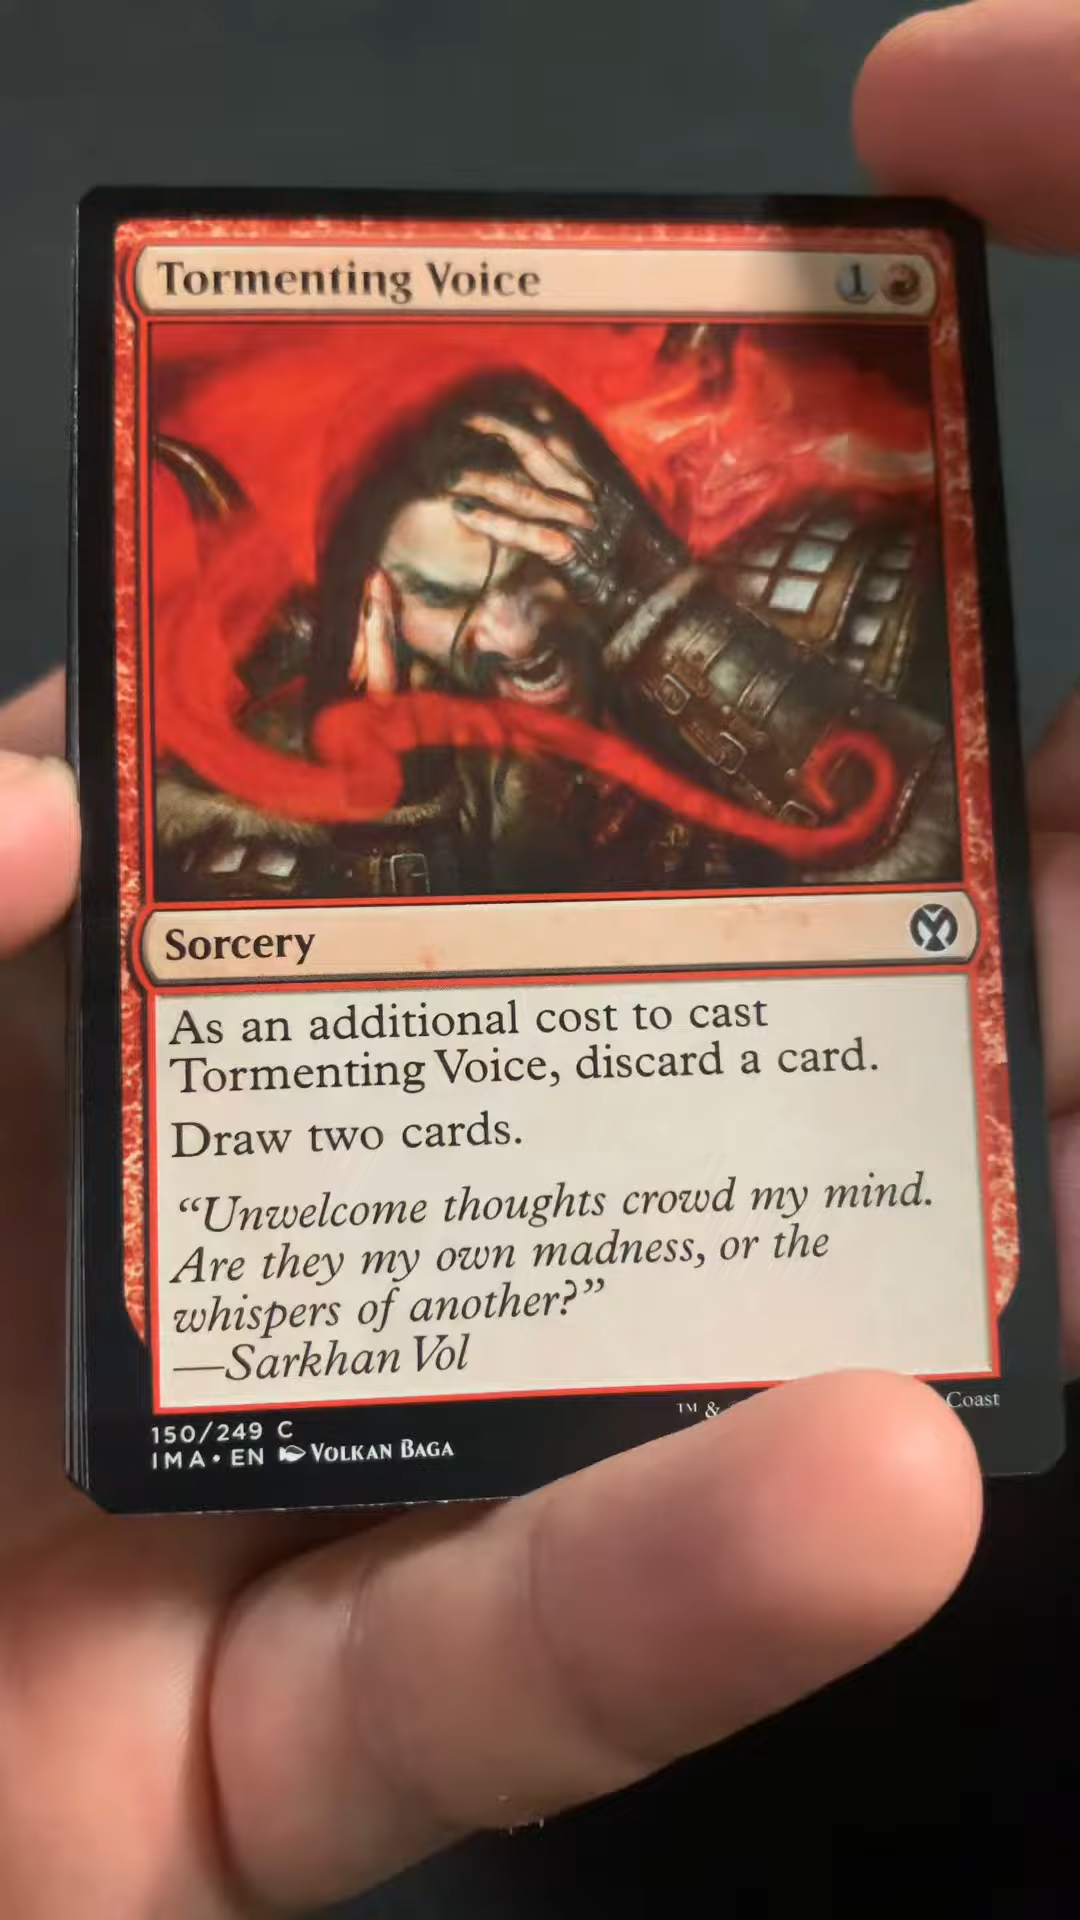 Tormenting Voice 1
Sorcery
As an additional cost to cast
Tormenting Voice, discard a card.
Draw two cards.
“Unwelcome thoughts crowd my mind.
Are they my own madness, or the
whispers of another?”
—Sarkhan Vol
150/249 C
™ & Coast
IMA • EN VOLKAN BAGA